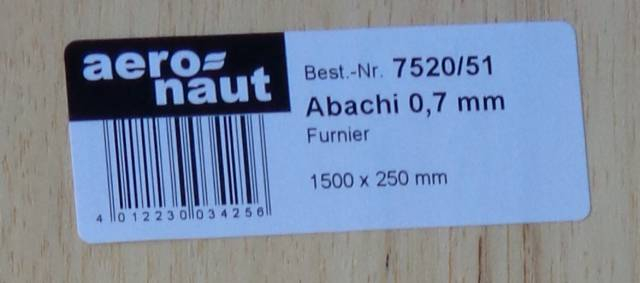 aero=
naut
Best.-Nr. 7520/51
Abachi 0,7 mm
Furnier
1500 x 250 mm
4 012230 034256